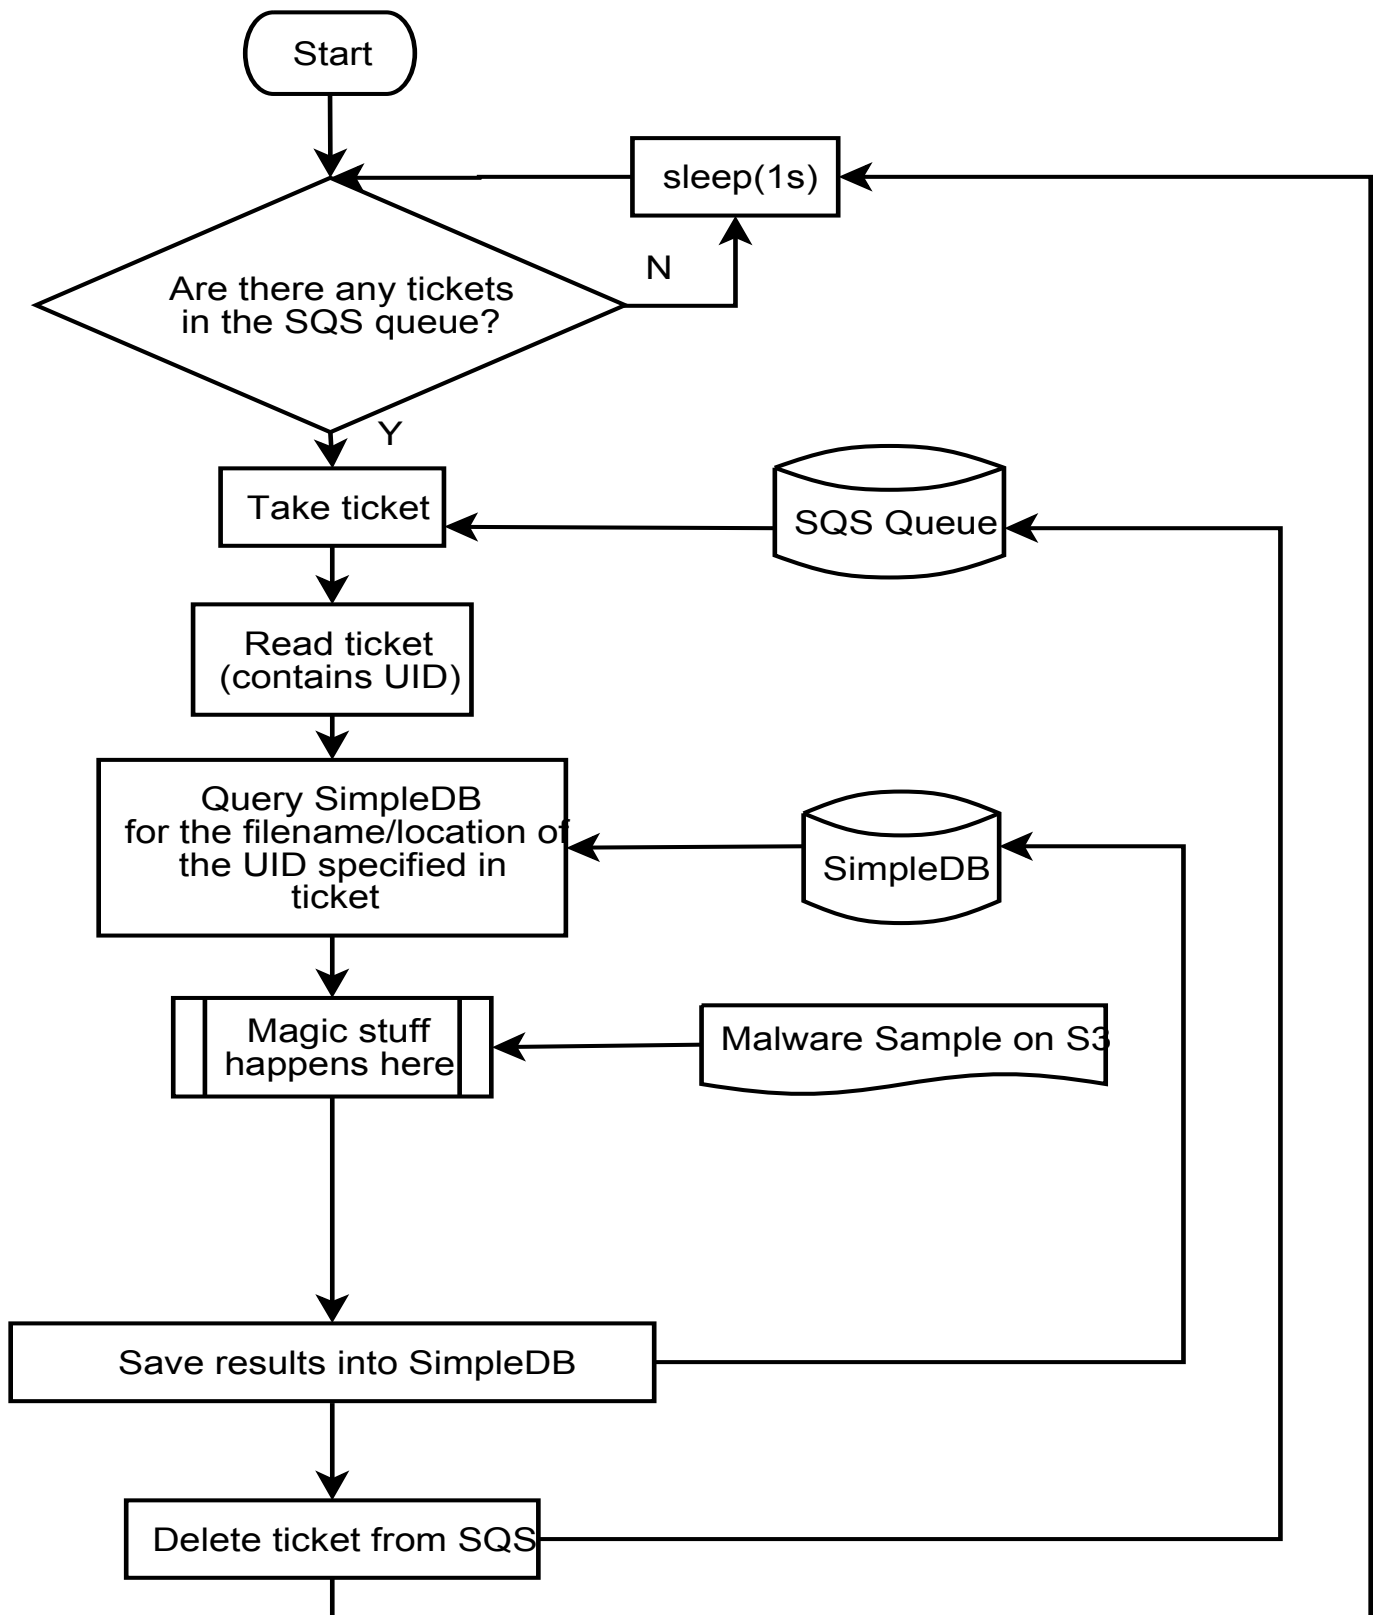 Start
sleep(1s)
Are there any tickets
in the SQS queue?
N
Y
Take ticket
SQS Queue
Read ticket
(contains UID)
Query SimpleDB
for the filename/location of
the UID specified in
ticket
SimpleDB
Magic stuff
happens here
Malware Sample on S3
Save results into SimpleDB
Delete ticket from SQS